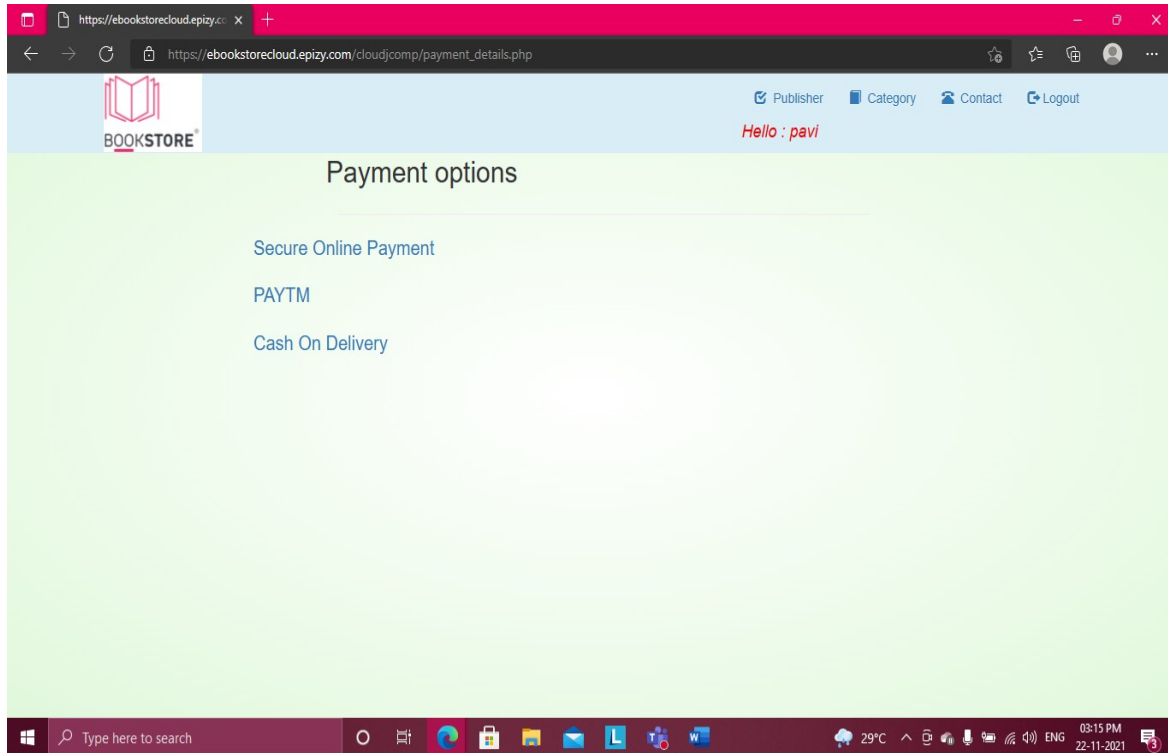 https://ebookstorecloud.epizy.co
https://ebookstorecloud.epizy.com/cloudjcomp/payment_details.php
BOOKSTORE®
Publisher Category Contact Logout
Hello : pavi
Payment options
Secure Online Payment
PAYTM
Cash On Delivery
Type here to search
L
T
W
29°C ENG 03:15 PM
22-11-2021
3